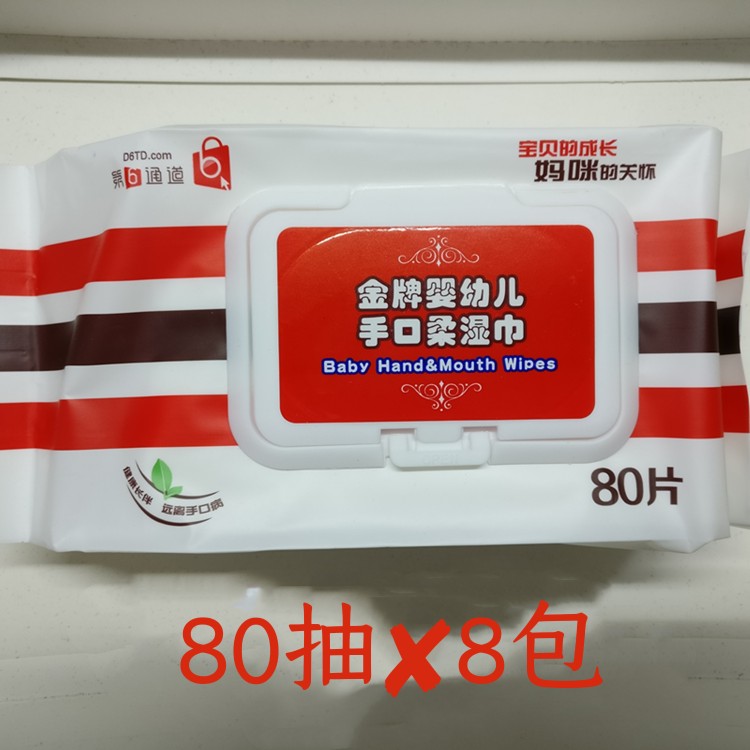 D6TD.com
第6通道
宝贝的成长
妈咪的关怀
金牌婴幼儿
手口柔湿巾
Baby Hand&Mouth Wipes
健康长伴
远离手口病
80片
80抽✘8包